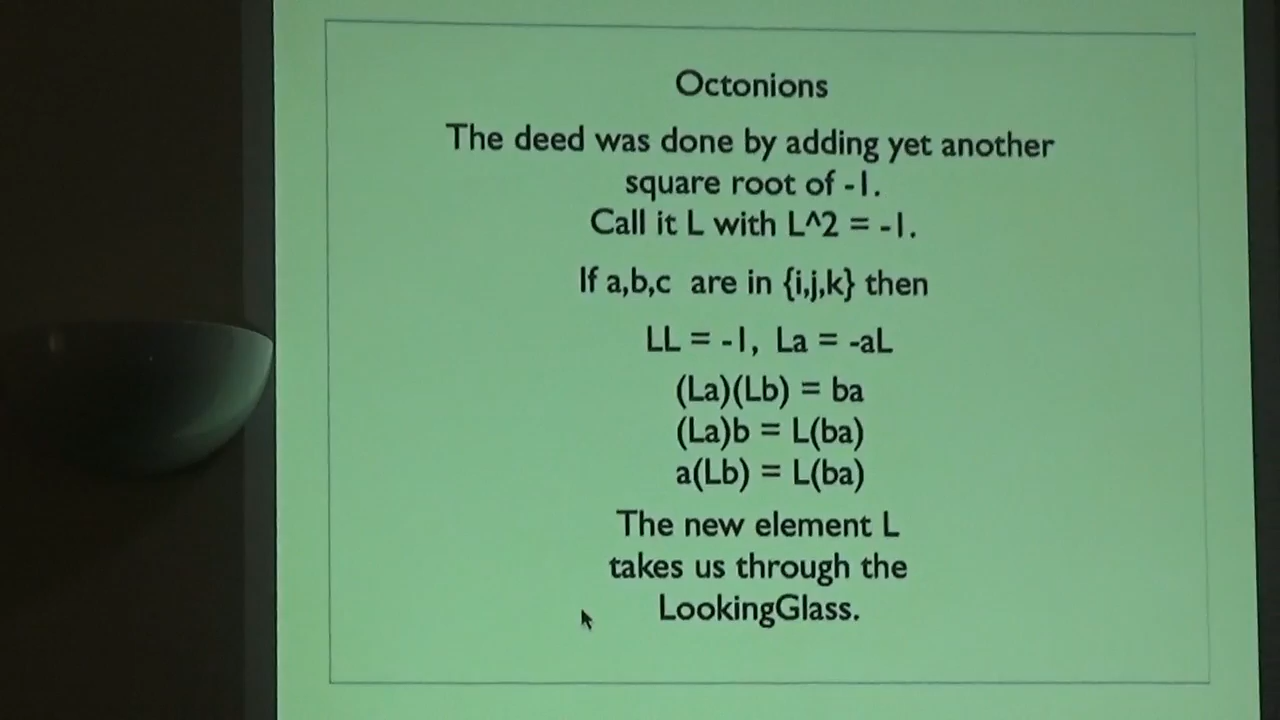 Octonions
The deed was done by adding yet another
square root of -1.
Call it L with L^2 = -1.
If a,b,c are in {i,j,k} then
LL = -1, La = -aL
(La)(Lb) = ba
(La)b = L(ba)
a(Lb) = L(ba)
The new element L
takes us through the
LookingGlass.